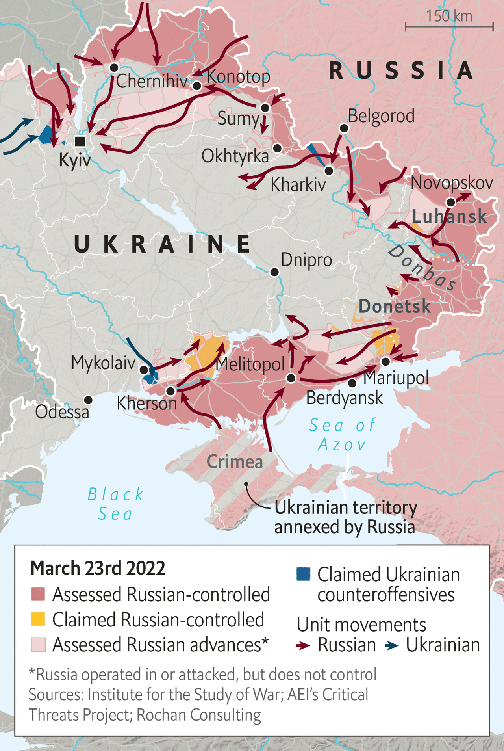 150 km
RUSSIA
Chernihiv
Konotop
Sumy
Belgorod
Kyiv
Okhtyrka
Kharkiv
Novopskov
Luhansk
UKRAINE
Donbas
Dnipro
Donetsk
Mykolaiv
Melitopol
Mariupol
Odessa
Kherson
Berdyansk
Sea of
Azov
Crimea
Black
Sea
Ukrainian territory
annexed by Russia
March 23rd 2022
Assessed Russian-controlled
Claimed Russian-controlled
Assessed Russian advances*
Claimed Ukrainian
counteroffensives
Unit movements
Russian
Ukrainian
*Russia operated in or attacked, but does not control
Sources: Institute for the Study of War; AEI's Critical
Threats Project; Rochan Consulting